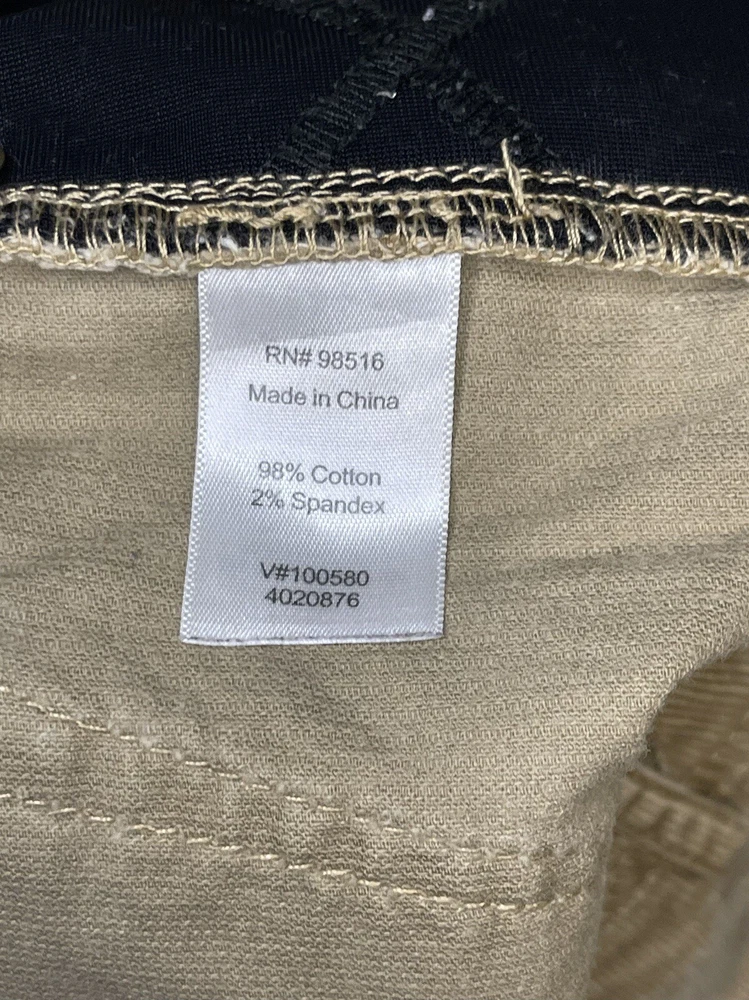 RN# 98516
Made in China
98% Cotton
2% Spandex
V#100580
4020876